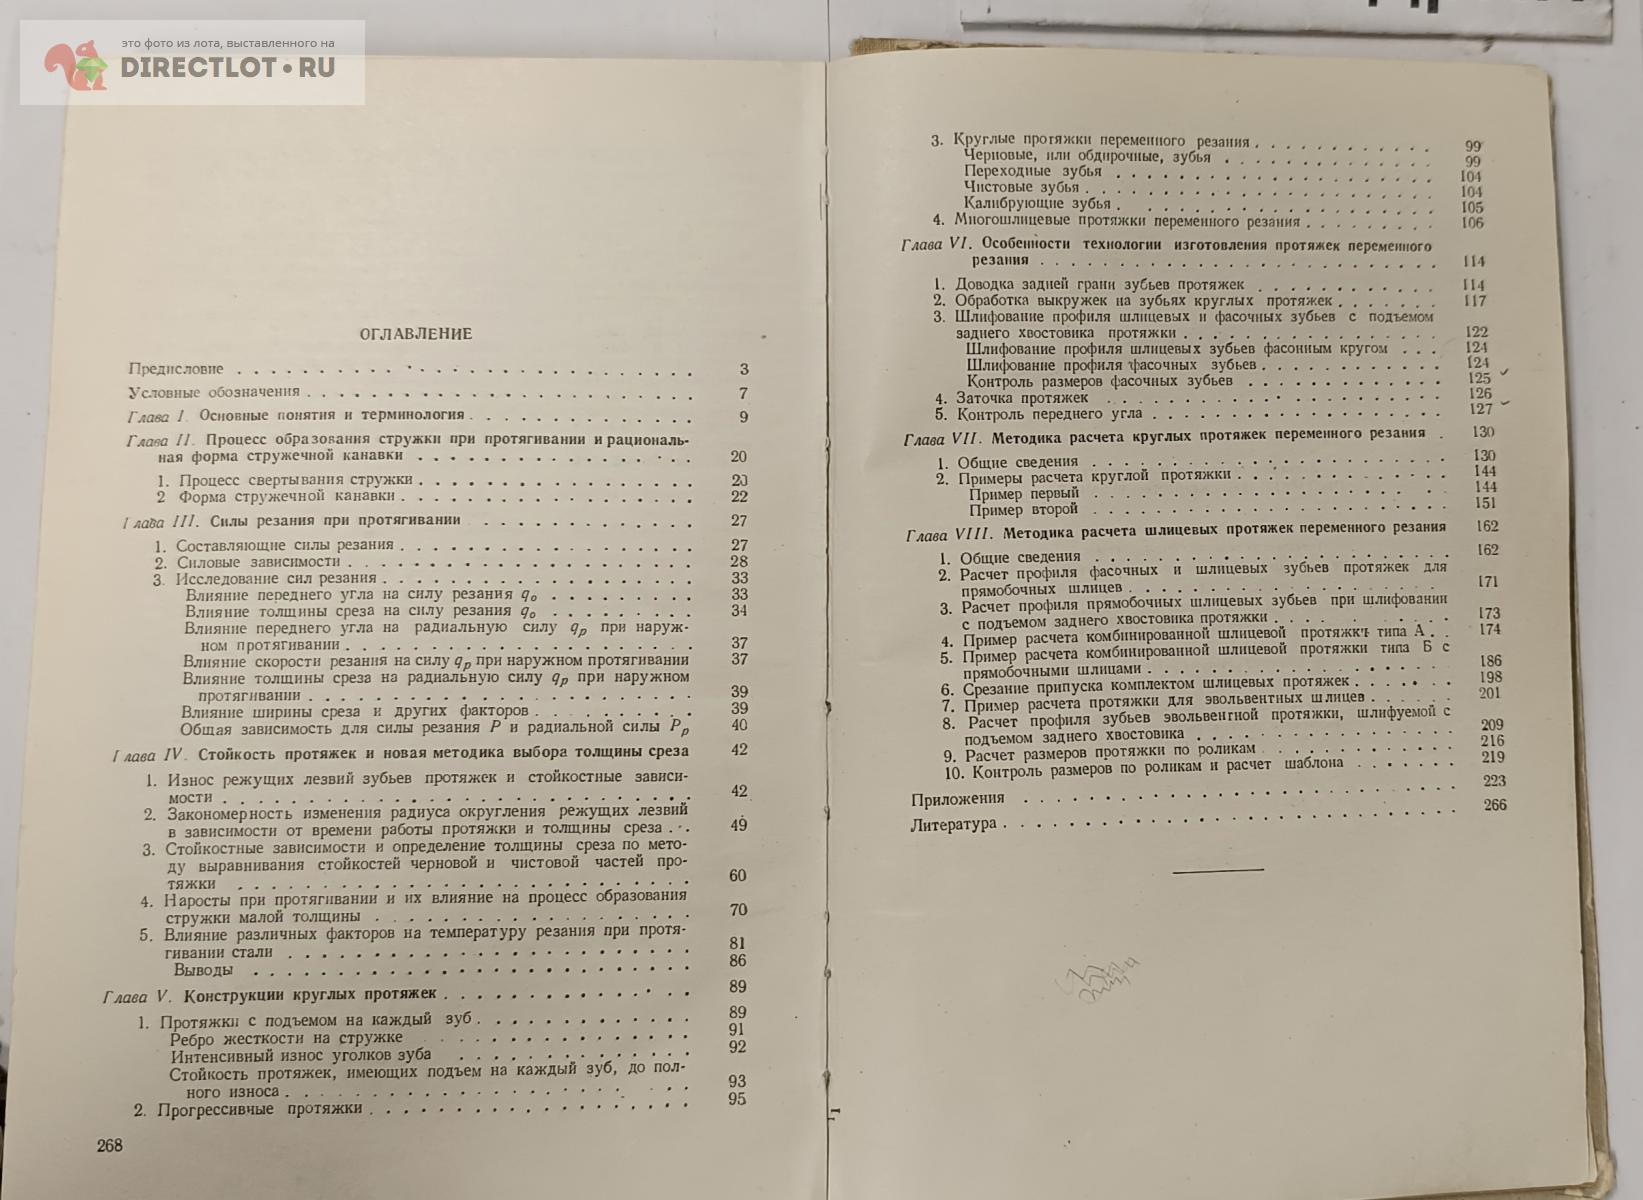 это фото из лота, выставленного на
DIRECTLOT.RU
ОГЛАВЛЕНИЕ
Предисловие . . . 3
Условные обозначения . . . 7
Глава I. Основные понятия и терминология . . . 9
Глава II. Процесс образования стружки при протягивании и рациональ-
ная форма стружечной канавки . . . 20
1. Процесс свертывания стружки . . . 20
2 Форма стружечной канавки . . . 22
Глава III. Силы резания при протягивании . . . 27
1. Составляющие силы резания . . . 27
2. Силовые зависимости . . . 28
3. Исследование сил резания . . . 33
Влияние переднего угла на силу резания q₀ . . . 33
Влияние толщины среза на силу резания q₀ . . . 34
Влияние переднего угла на радиальную силу qₚ при наруж-
ном протягивании . . . 37
Влияние скорости резания на силу qₚ при наружном протягивании 37
Влияние толщины среза на радиальную силу qₚ при наружном
протягивании . . . 39
Влияние ширины среза и других факторов . . . 39
Общая зависимость для силы резания P и радиальной силы Pₚ 40
Глава IV. Стойкость протяжек и новая методика выбора толщины среза 42
1. Износ режущих лезвий зубьев протяжек и стойкостные зависи-
мости . . . 42
2. Закономерность изменения радиуса округления режущих лезвий
в зависимости от времени работы протяжки и толщины среза . . . 49
3. Стойкостные зависимости и определение толщины среза по мето-
ду выравнивания стойкостей черновой и чистовой частей про-
тяжки . . . 60
4. Наросты при протягивании и их влияние на процесс образования
стружки малой толщины . . . 70
5. Влияние различных факторов на температуру резания при протя-
гивании стали . . . 81
Выводы . . . 86
Глава V. Конструкции круглых протяжек . . . 89
1. Протяжки с подъемом на каждый зуб . . . 89
Ребро жесткости на стружке . . . 91
Интенсивный износ уголков зуба . . . 92
Стойкость протяжек, имеющих подъем на каждый зуб, до пол-
ного износа . . . 93
2. Прогрессивные протяжки . . . 95
268
3. Круглые протяжки переменного резания . . . 99
Черновые, или обдирочные, зубья . . . 99
Переходные зубья . . . 104
Чистовые зубья . . . 104
Калибрующие зубья . . . 105
4. Многошлицевые протяжки переменного резания . . . 106
Глава VI. Особенности технологии изготовления протяжек переменного
резания . . . 114
1. Доводка задней грани зубьев протяжек . . . 114
2. Обработка выкружек на зубьях круглых протяжек . . . 117
3. Шлифование профиля шлицевых и фасочных зубьев с подъемом
заднего хвостовика протяжки . . . 122
Шлифование профиля шлицевых зубьев фасонным кругом . . . 124
Шлифование профиля фасочных зубьев . . . 124
Контроль размеров фасочных зубьев . . . 125
4. Заточка протяжек . . . 126
5. Контроль переднего угла . . . 127
Глава VII. Методика расчета круглых протяжек переменного резания . 130
1. Общие сведения . . . 130
2. Примеры расчета круглой протяжки . . . 144
Пример первый . . . 144
Пример второй . . . 151
Глава VIII. Методика расчета шлицевых протяжек переменного резания 162
1. Общие сведения . . . 162
2. Расчет профиля фасочных и шлицевых зубьев протяжек для
прямобочных шлицев . . . 171
3. Расчет профиля прямобочных шлицевых зубьев при шлифовании
с подъемом заднего хвостовика протяжки . . . 173
4. Пример расчета комбинированной шлицевой протяжки типа А . . 174
5. Пример расчета комбинированной шлицевой протяжки типа Б с
прямобочными шлицами . . . 186
6. Срезание припуска комплектом шлицевых протяжек . . . 198
7. Пример расчета протяжки для эвольвентных шлицев . . . 201
8. Расчет профиля зубьев эвольвентной протяжки, шлифуемой с
подъемом заднего хвостовика . . . 209
9. Расчет размеров протяжки по роликам . . . 216
10. Контроль размеров по роликам и расчет шаблона . . . 219
Приложения . . . 223
Литература . . . 266